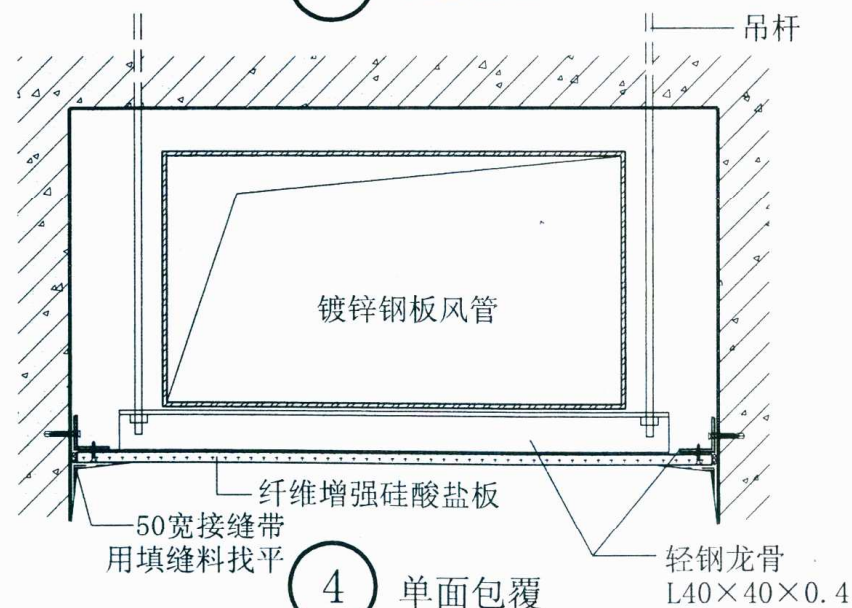 吊杆
镀锌钢板风管
纤维增强硅酸盐板
50宽接缝带
用填缝料找平
轻钢龙骨
L40×40×0.4
4 单面包覆